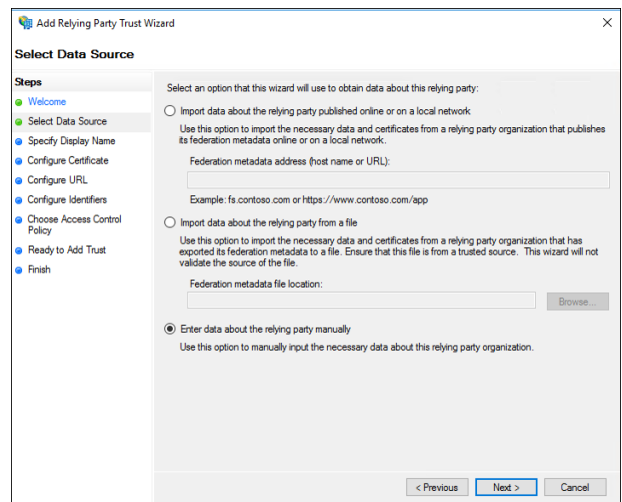 Add Relying Party Trust Wizard
Select Data Source
Steps
Welcome
Select Data Source
Specify Display Name
Configure Certificate
Configure URL
Configure Identifiers
Choose Access Control
Policy
Ready to Add Trust
Finish
Select an option that this wizard will use to obtain data about this relying party:
Import data about the relying party published online or on a local network
Use this option to import the necessary data and certificates from a relying party organization that publishes
its federation metadata online or on a local network.
Federation metadata address (host name or URL):
Example: fs.contoso.com or https://www.contoso.com/app
Import data about the relying party from a file
Use this option to import the necessary data and certificates from a relying party organization that has
exported its federation metadata to a file. Ensure that this file is from a trusted source.  This wizard will not
validate the source of the file.
Federation metadata file location:
Browse...
Enter data about the relying party manually
Use this option to manually input the necessary data about this relying party organization.
< Previous
Next >
Cancel